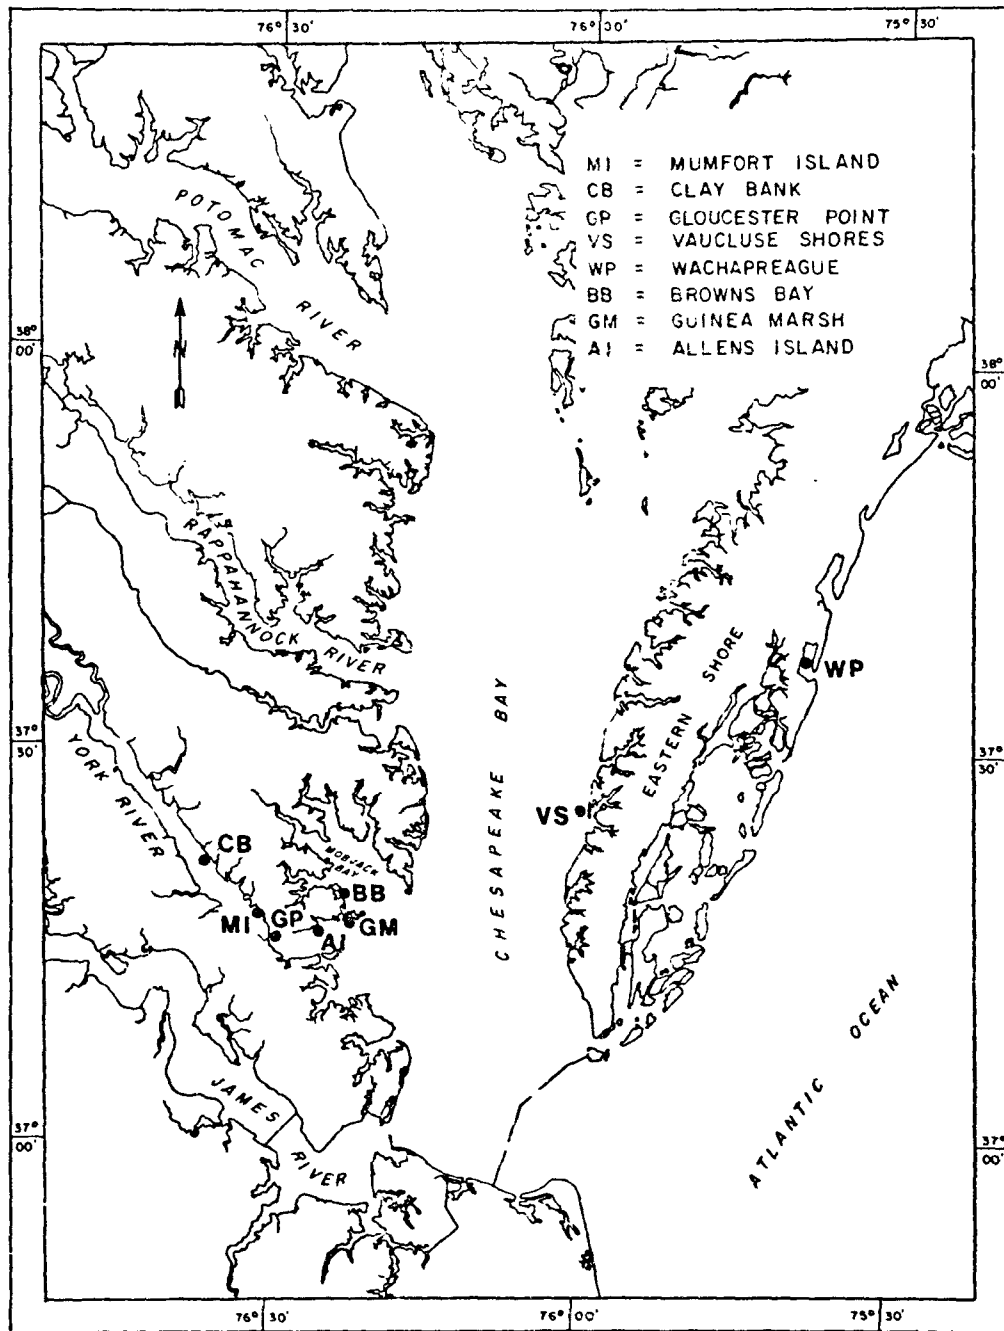 76°30' 76°30' 75°30'
MI = MUMFORT ISLAND
CB = CLAY BANK
GP = GLOUCESTER POINT
VS = VAUCLUSE SHORES
WP = WACHAPREAGUE
BB = BROWNS BAY
GM = GUINEA MARSH
AI = ALLENS ISLAND
POTOMAC RIVER
N
38°
00'
38°
00'
RAPPAHANNOCK RIVER
CHESAPEAKE BAY
EASTERN SHORE
WP
37°
30'
37°
30'
YORK RIVER
VS
CB
MOBJACK
BAY
BB
MI
GP
AI
GM
ATLANTIC OCEAN
JAMES RIVER
37°
00'
37°
00'
76°30' 76°00' 75°30'